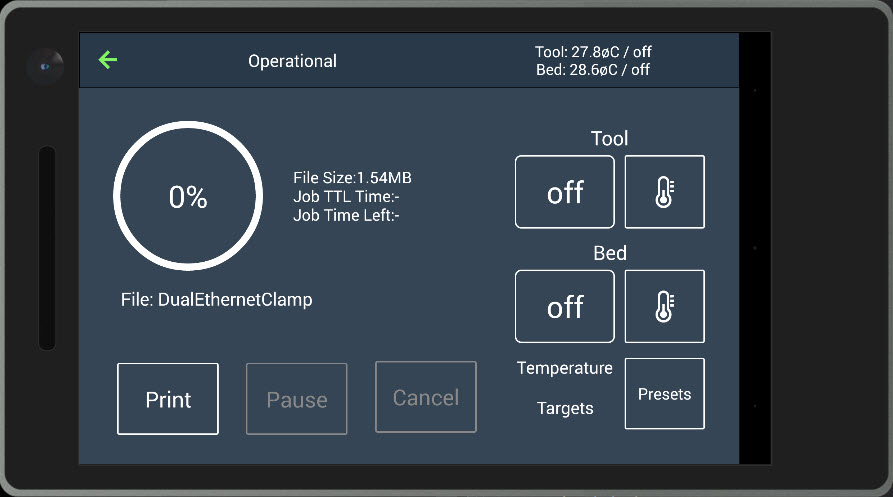 Operational
Tool: 27.8øC / off
Bed: 28.6øC / off
0%
File Size:1.54MB
Job TTL Time:-
Job Time Left:-
File: DualEthernetClamp
Tool
off
Bed
off
Temperature
Targets
Presets
Print
Pause
Cancel